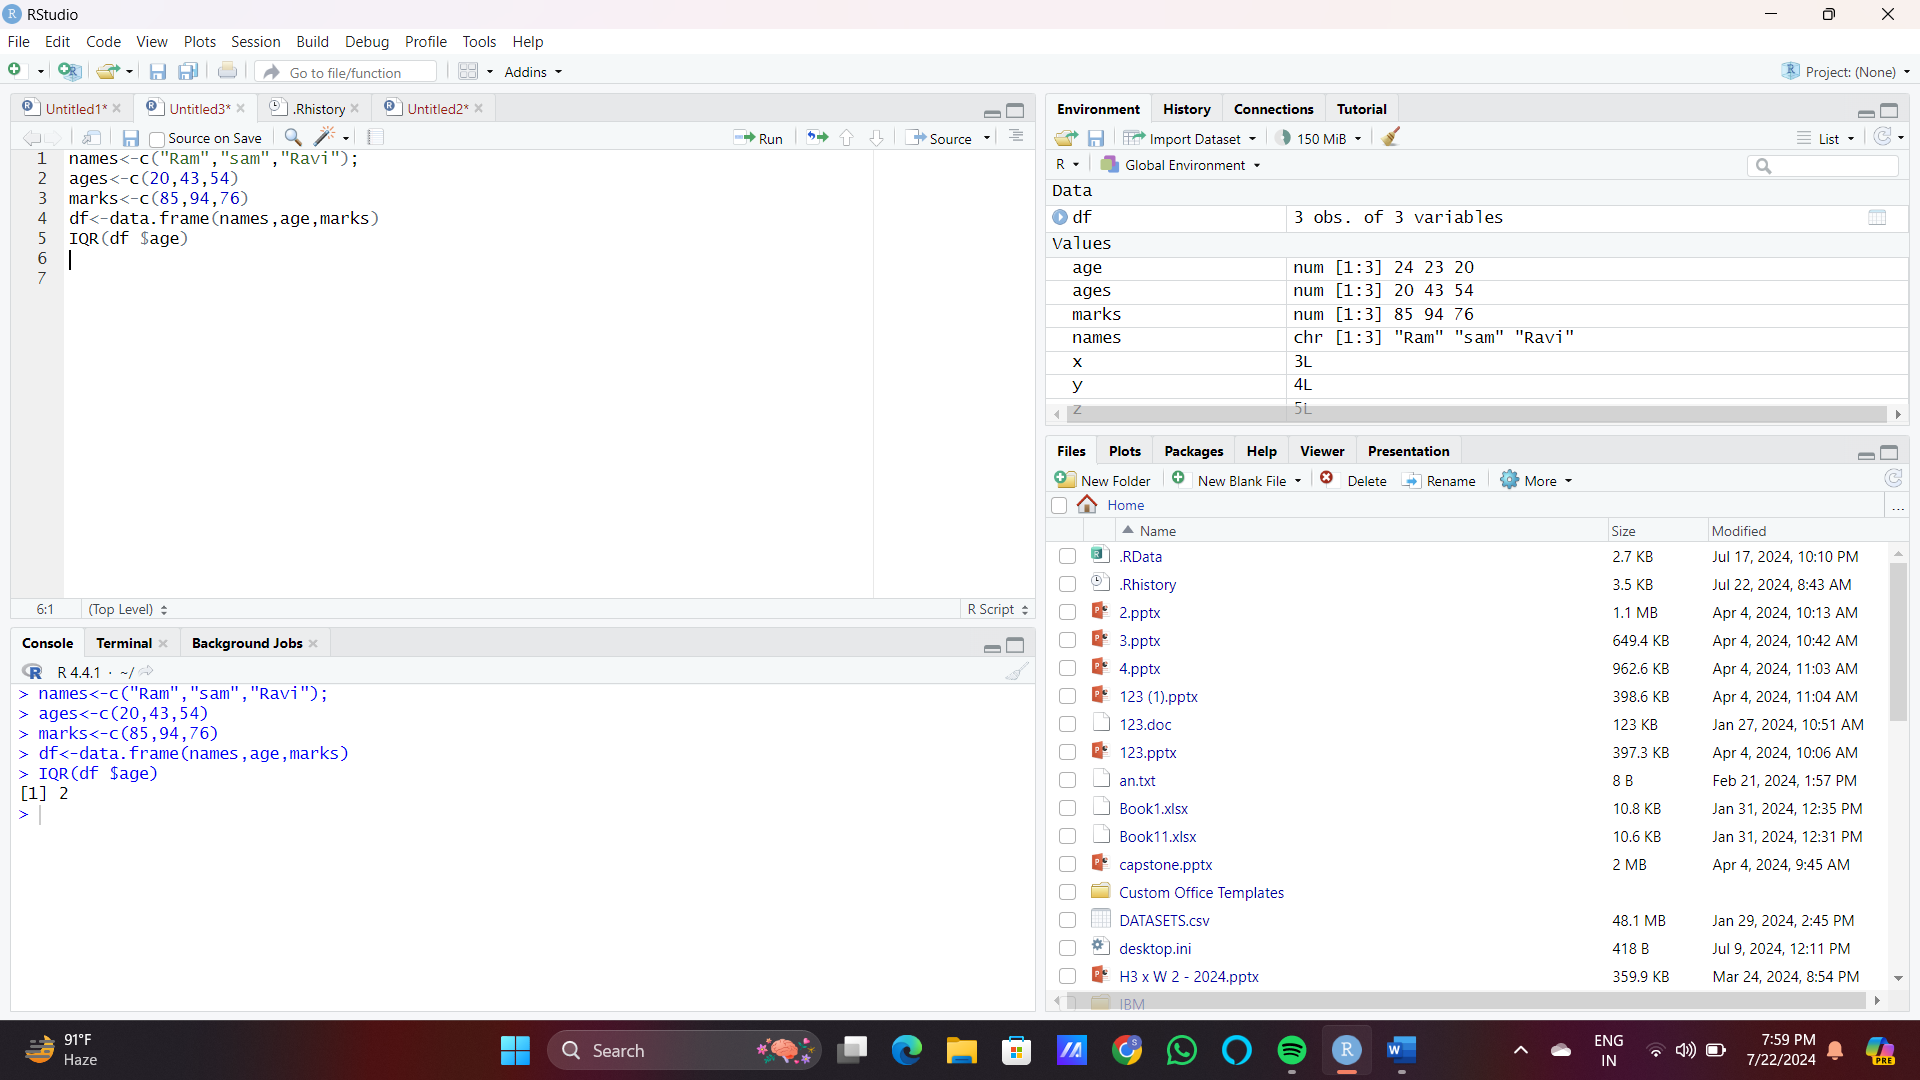 RStudio
File Edit Code View Plots Session Build Debug Profile Tools Help
Go to file/function Addins Project: (None)
Untitled1* Untitled3* .Rhistory Untitled2*
Source on Save Run Source
1 names<-c("Ram","sam","Ravi");
2 ages<-c(20,43,54)
3 marks<-c(85,94,76)
4 df<-data.frame(names,age,marks)
5 IQR(df $age)
6
7
6:1 (Top Level) R Script
Console Terminal Background Jobs
R 4.4.1 · ~/
> names<-c("Ram","sam","Ravi");
> ages<-c(20,43,54)
> marks<-c(85,94,76)
> df<-data.frame(names,age,marks)
> IQR(df $age)
[1] 2
>
Environment History Connections Tutorial
Import Dataset 150 MiB List
R Global Environment
Data
df 3 obs. of 3 variables
Values
age num [1:3] 24 23 20
ages num [1:3] 20 43 54
marks num [1:3] 85 94 76
names chr [1:3] "Ram" "sam" "Ravi"
x 3L
y 4L
z 5L
Files Plots Packages Help Viewer Presentation
New Folder New Blank File Delete Rename More
Home ...
Name Size Modified
.RData 2.7 KB Jul 17, 2024, 10:10 PM
.Rhistory 3.5 KB Jul 22, 2024, 8:43 AM
2.pptx 1.1 MB Apr 4, 2024, 10:13 AM
3.pptx 649.4 KB Apr 4, 2024, 10:42 AM
4.pptx 962.6 KB Apr 4, 2024, 11:03 AM
123 (1).pptx 398.6 KB Apr 4, 2024, 11:04 AM
123.doc 123 KB Jan 27, 2024, 10:51 AM
123.pptx 397.3 KB Apr 4, 2024, 10:06 AM
an.txt 8 B Feb 21, 2024, 1:57 PM
Book1.xlsx 10.8 KB Jan 31, 2024, 12:35 PM
Book11.xlsx 10.6 KB Jan 31, 2024, 12:31 PM
capstone.pptx 2 MB Apr 4, 2024, 9:45 AM
Custom Office Templates
DATASETS.csv 48.1 MB Jan 29, 2024, 2:45 PM
desktop.ini 418 B Jul 9, 2024, 12:11 PM
H3 x W 2 - 2024.pptx 359.9 KB Mar 24, 2024, 8:54 PM
IBM
91°F
Haze
Search
ENG
IN
7:59 PM
7/22/2024
PRE